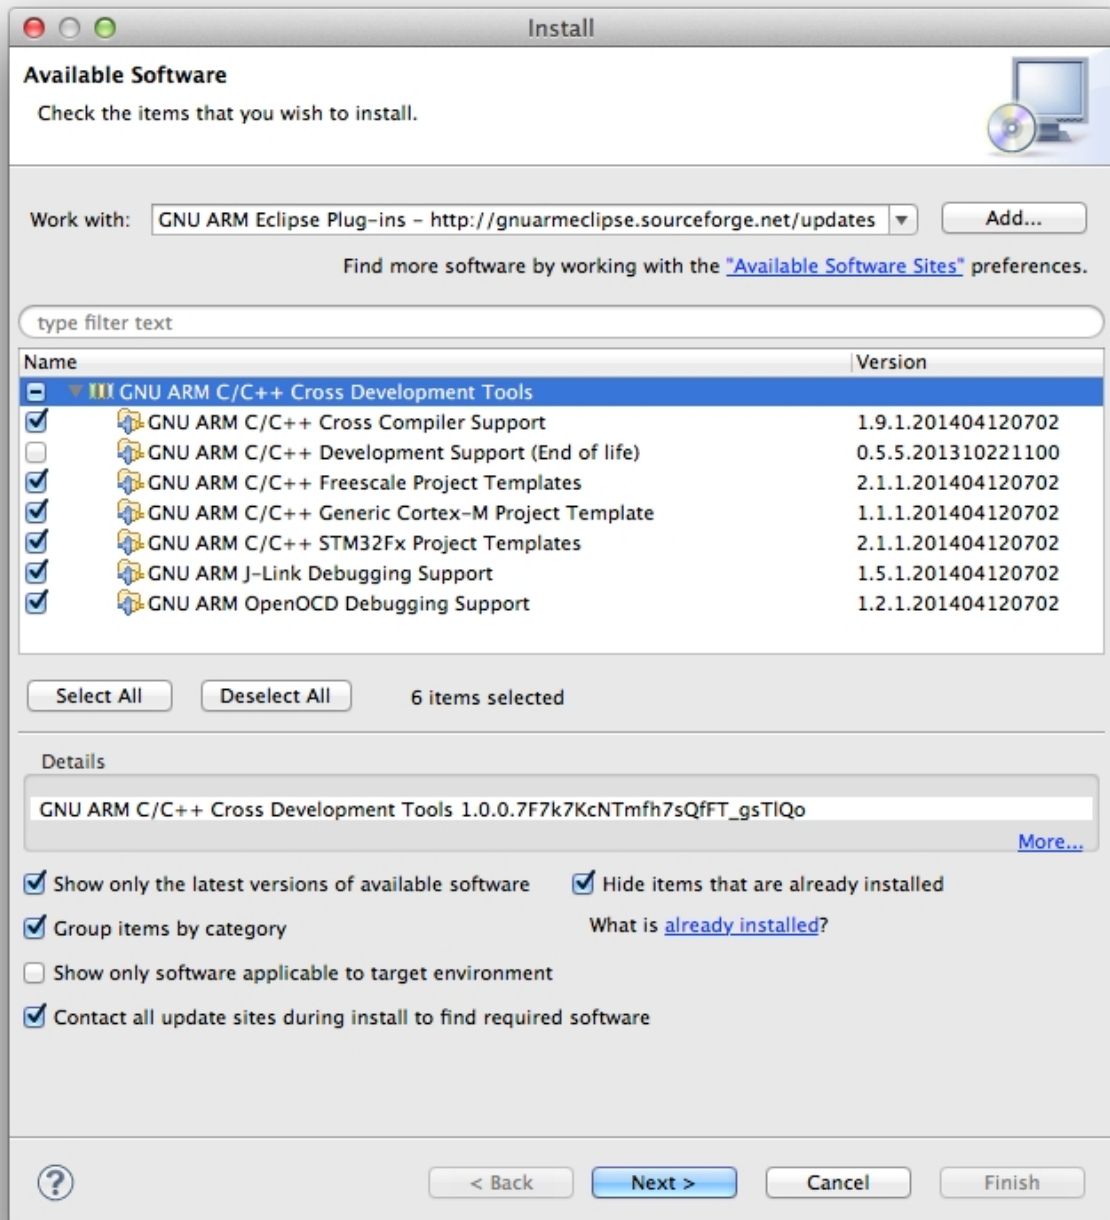 Install
Available Software
Check the items that you wish to install.
Work with: GNU ARM Eclipse Plug-ins – http://gnuarmeclipse.sourceforge.net/updates Add...
Find more software by working with the "Available Software Sites" preferences.
type filter text
Name Version
GNU ARM C/C++ Cross Development Tools
GNU ARM C/C++ Cross Compiler Support 1.9.1.201404120702
GNU ARM C/C++ Development Support (End of life) 0.5.5.201310221100
GNU ARM C/C++ Freescale Project Templates 2.1.1.201404120702
GNU ARM C/C++ Generic Cortex-M Project Template 1.1.1.201404120702
GNU ARM C/C++ STM32Fx Project Templates 2.1.1.201404120702
GNU ARM J-Link Debugging Support 1.5.1.201404120702
GNU ARM OpenOCD Debugging Support 1.2.1.201404120702
Select All Deselect All 6 items selected
Details
GNU ARM C/C++ Cross Development Tools 1.0.0.7F7k7KcNTmfh7sQfFT_gsTlQo
More...
Show only the latest versions of available software Hide items that are already installed
Group items by category What is already installed?
Show only software applicable to target environment
Contact all update sites during install to find required software
? < Back Next > Cancel Finish